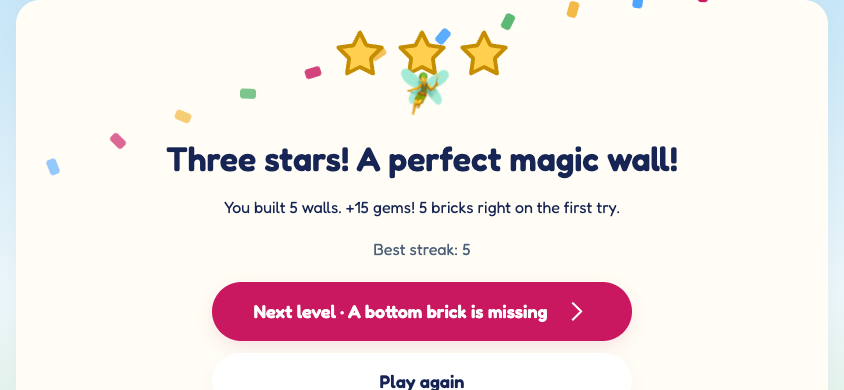 Three stars! A perfect magic wall!
You built 5 walls. +15 gems! 5 bricks right on the first try.
Best streak: 5
Next level · A bottom brick is missing
Play again